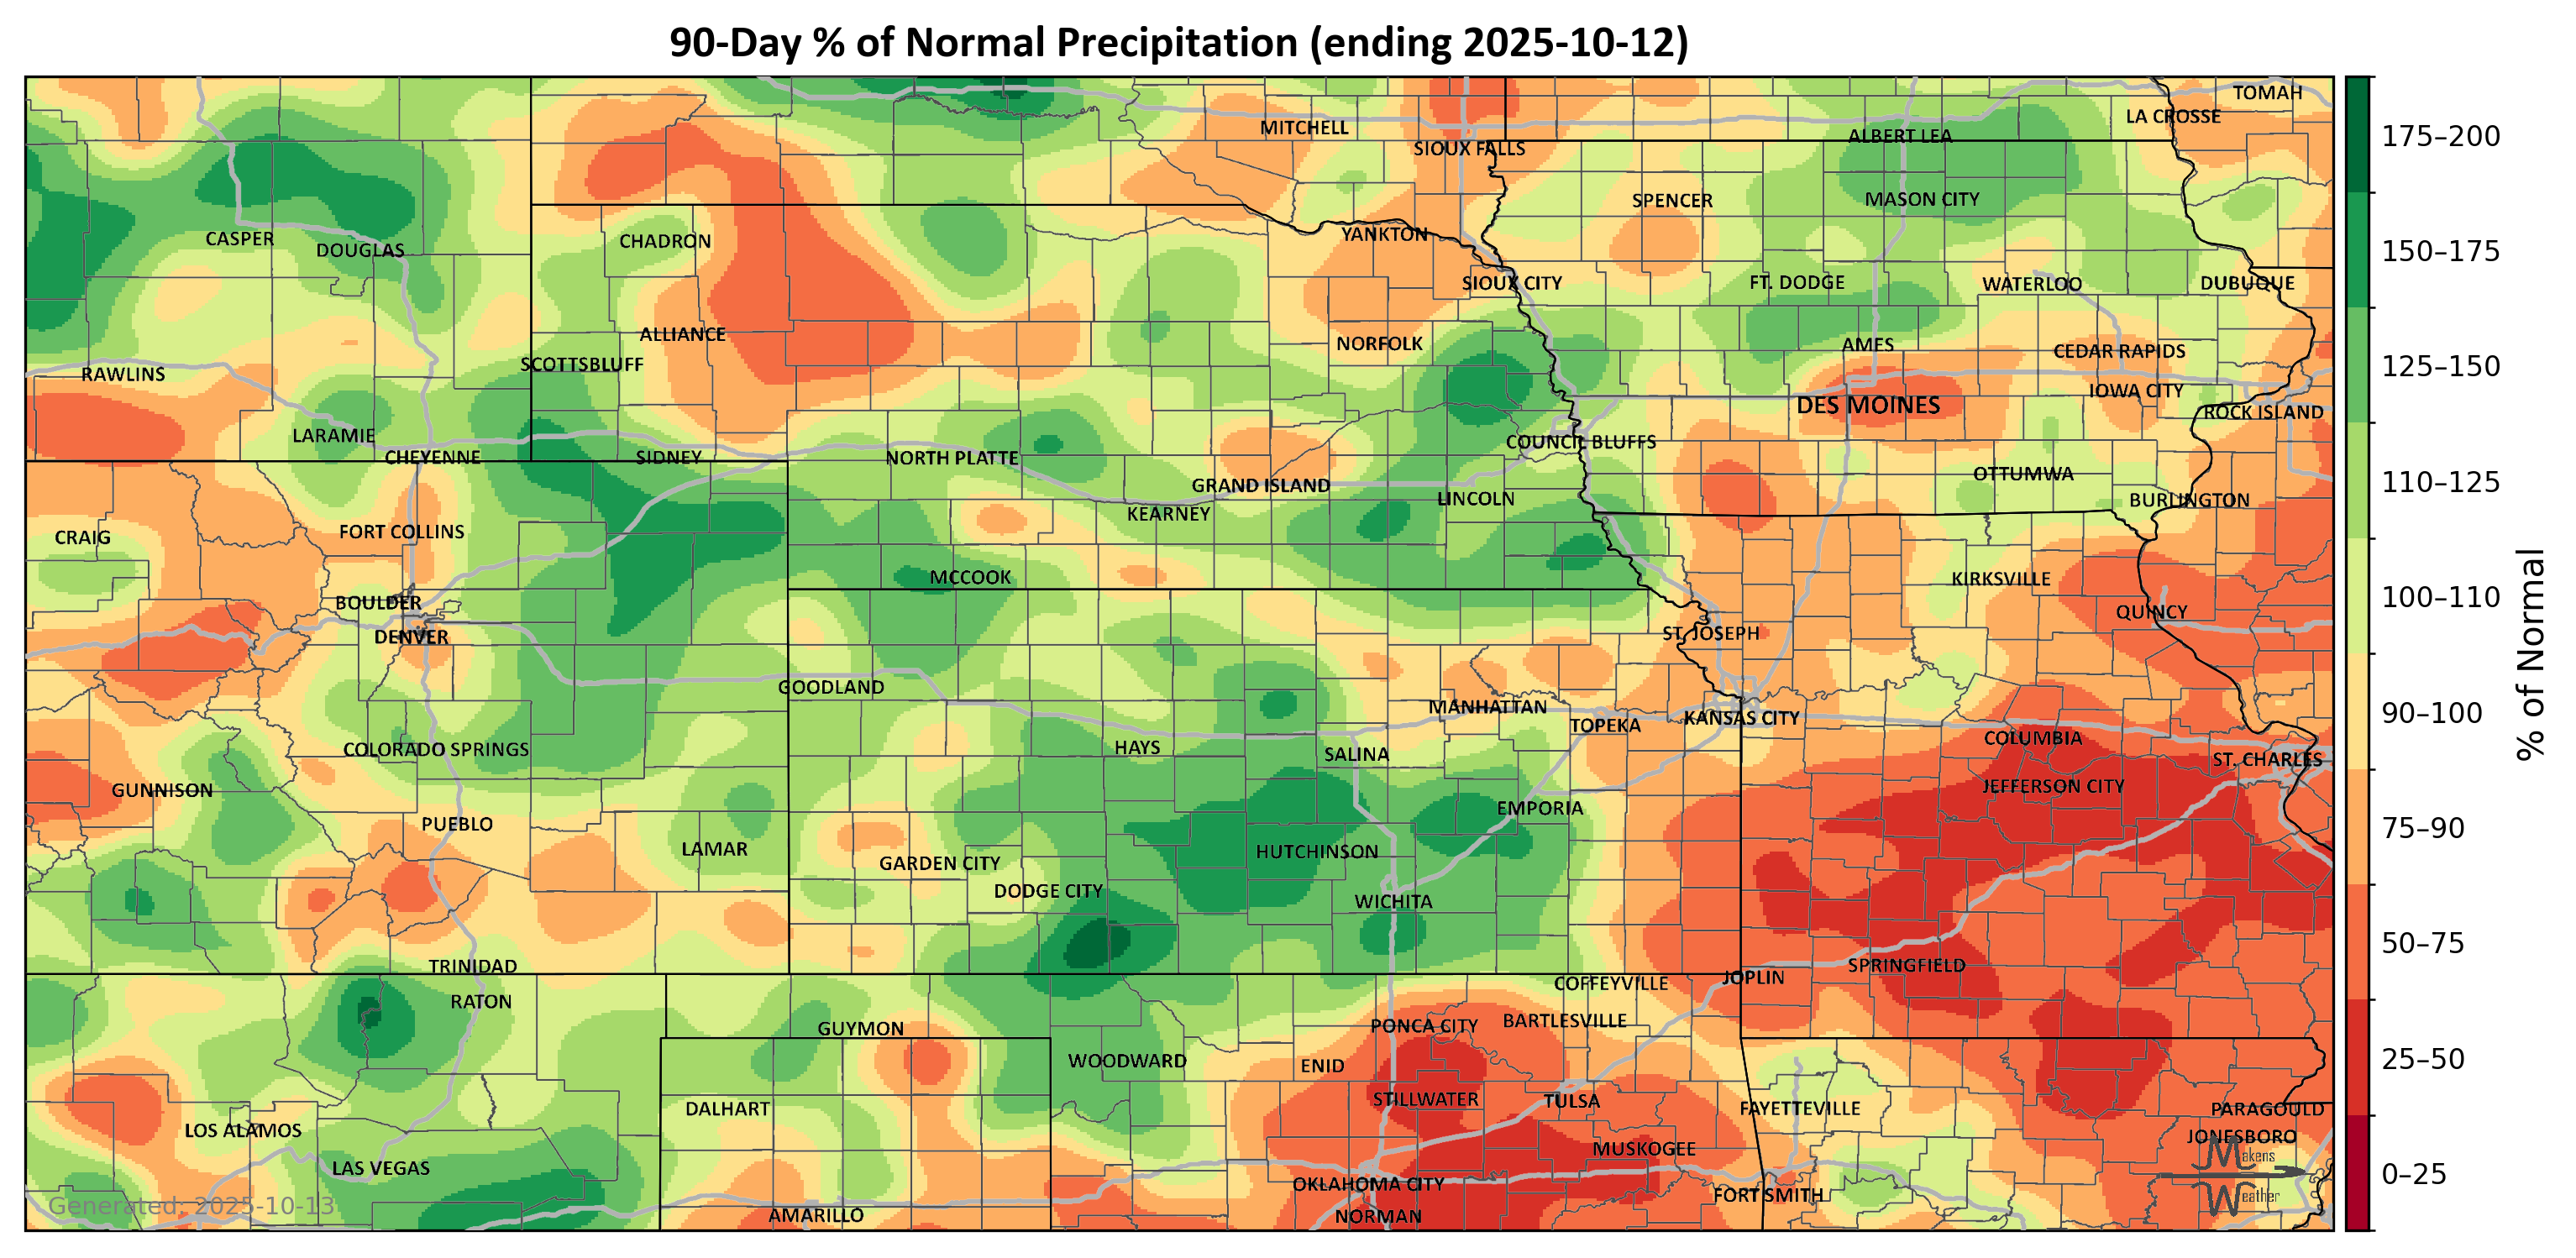 90-Day % of Normal Precipitation (ending 2025-10-12)
TOMAH
LA CROSSE
MITCHELL
ALBERT LEA
SIOUX FALLS
SPENCER
MASON CITY
CASPER
DOUGLAS
CHADRON
YANKTON
SIOUX CITY
FT. DODGE
WATERLOO
DUBUQUE
ALLIANCE
NORFOLK
AMES
CEDAR RAPIDS
SCOTTSBLUFF
RAWLINS
IOWA CITY
DES MOINES
ROCK ISLAND
LARAMIE
COUNCIL BLUFFS
CHEYENNE
SIDNEY
NORTH PLATTE
OTTUMWA
GRAND ISLAND
LINCOLN
BURLINGTON
KEARNEY
FORT COLLINS
CRAIG
MCCOOK
KIRKSVILLE
BOULDER
QUINCY
DENVER
ST. JOSEPH
GOODLAND
MANHATTAN
KANSAS CITY
TOPEKA
COLUMBIA
COLORADO SPRINGS
HAYS
SALINA
ST. CHARLES
GUNNISON
JEFFERSON CITY
EMPORIA
PUEBLO
LAMAR
HUTCHINSON
GARDEN CITY
DODGE CITY
WICHITA
TRINIDAD
SPRINGFIELD
JOPLIN
COFFEYVILLE
RATON
GUYMON
PONCA CITY
BARTLESVILLE
WOODWARD
ENID
STILLWATER
TULSA
DALHART
FAYETTEVILLE
PARAGOULD
LOS ALAMOS
JONESBORO
MUSKOGEE
LAS VEGAS
OKLAHOMA CITY
FORT SMITH
AMARILLO
NORMAN
Makens
Weather
Generated: 2025-10-13
175–200
150–175
125–150
110–125
100–110
90–100
75–90
50–75
25–50
0–25
% of Normal